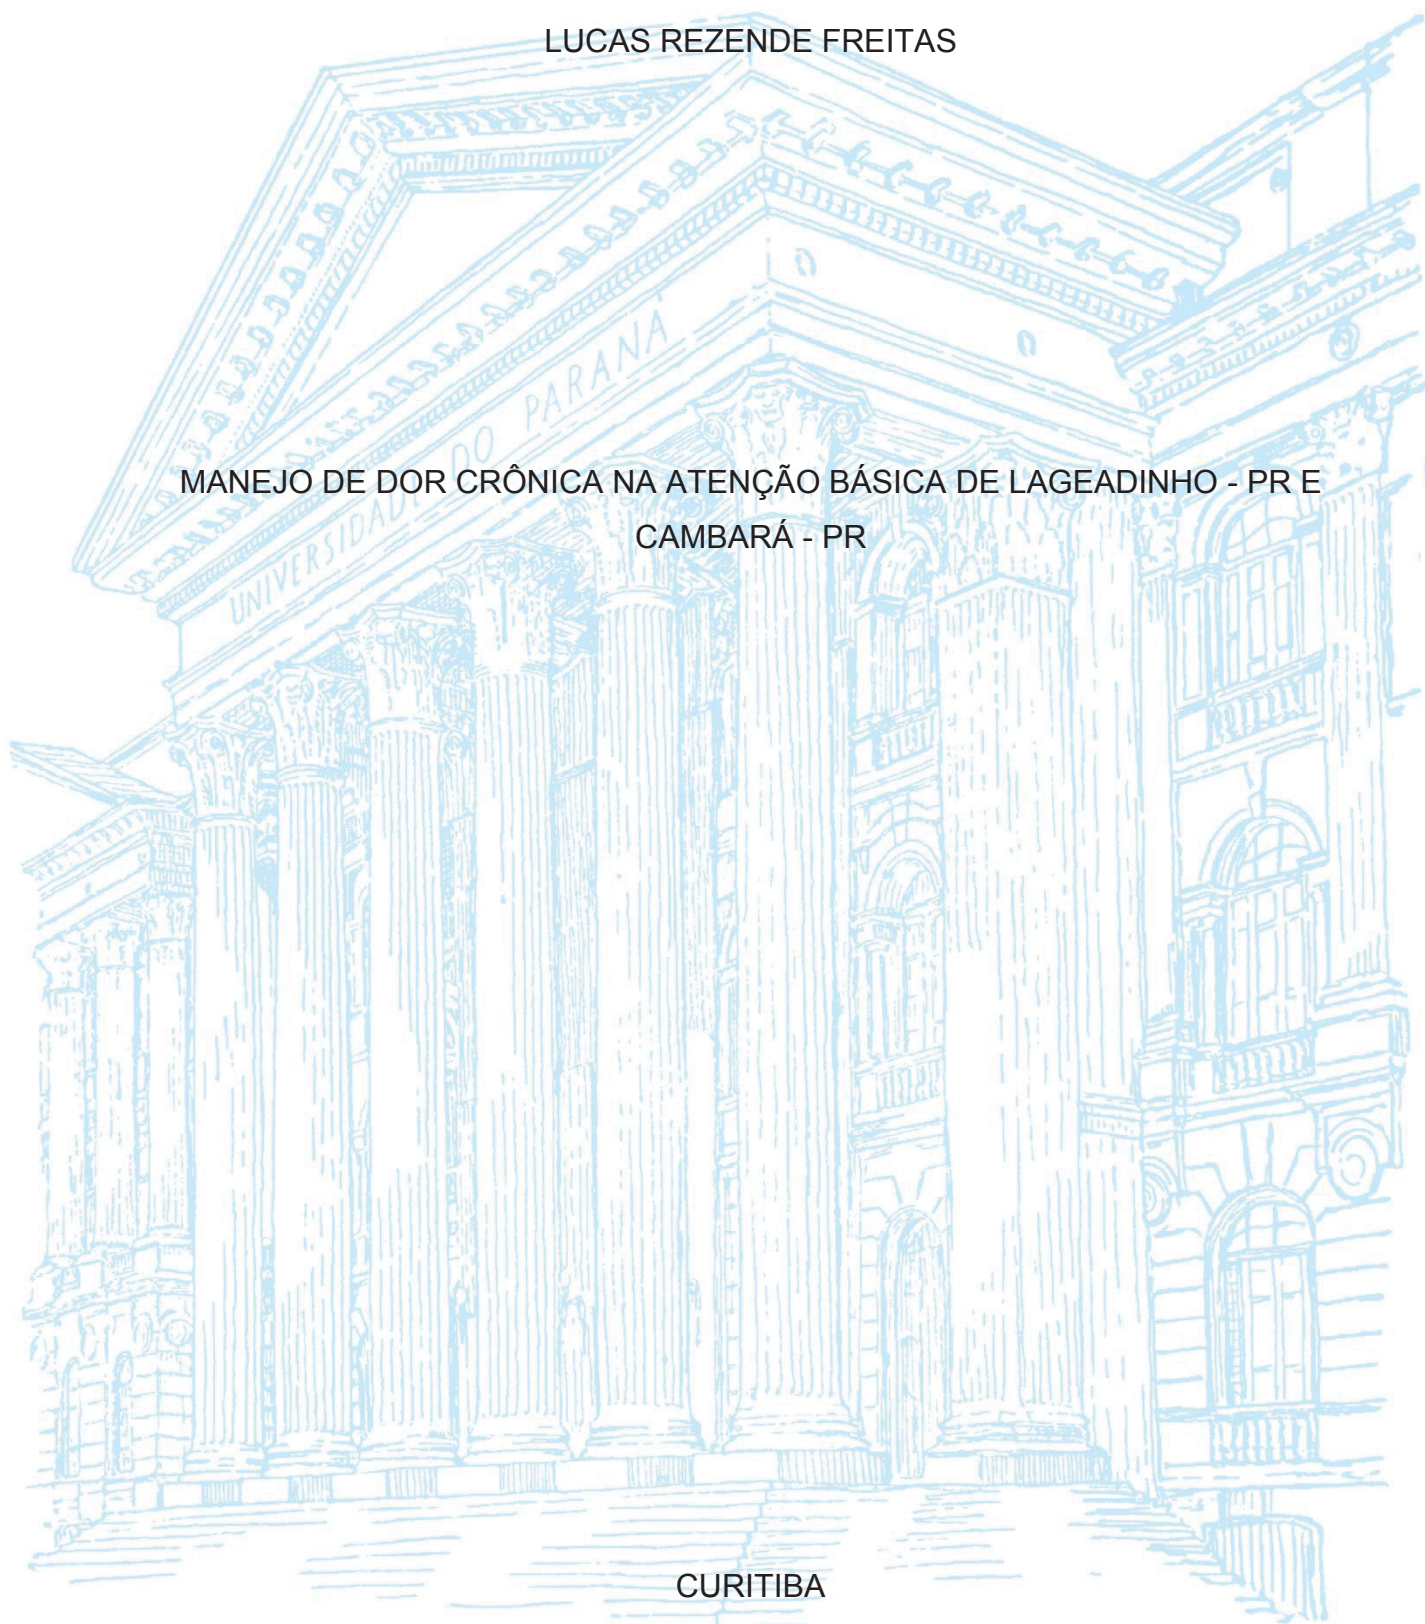 LUCAS REZENDE FREITAS
UNIVERSIDADE DO PARANÁ
MANEJO DE DOR CRÔNICA NA ATENÇÃO BÁSICA DE LAGEADINHO - PR E
CAMBARÁ - PR
CURITIBA